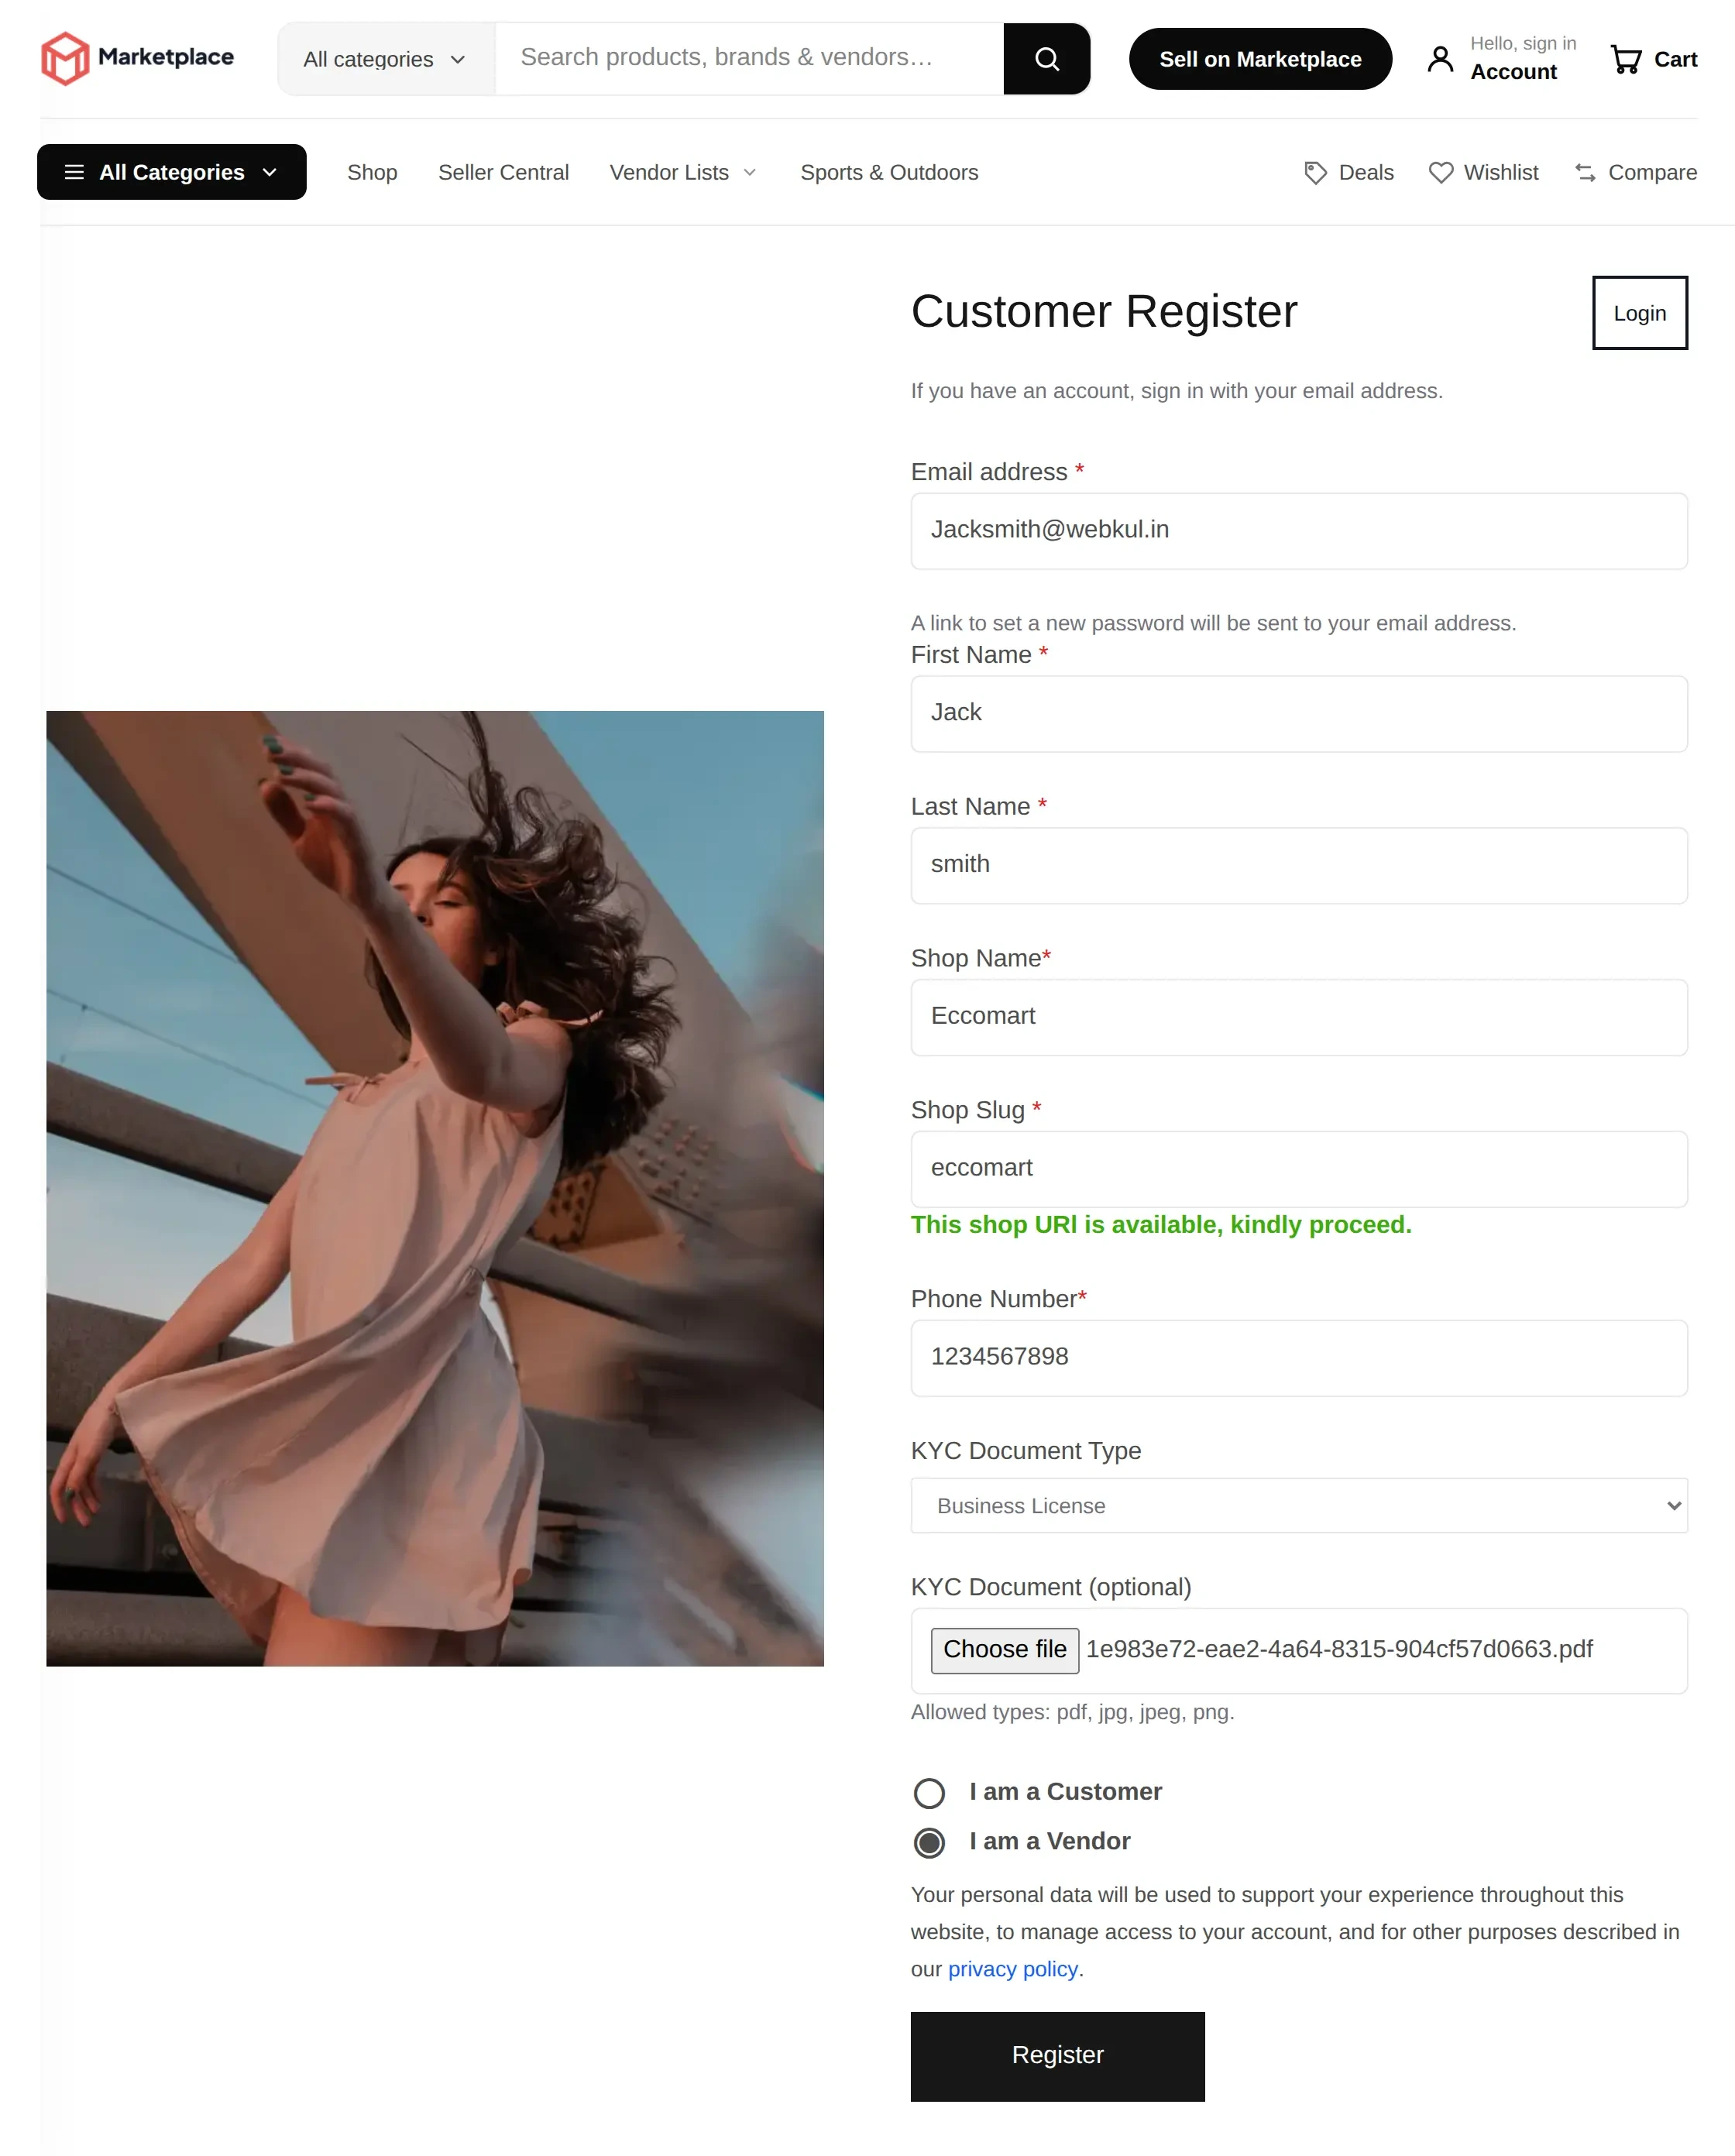 Marketplace
All categories
Search products, brands & vendors...
Sell on Marketplace
Hello, sign in
Account
Cart
All Categories
Shop
Seller Central
Vendor Lists
Sports & Outdoors
Deals
Wishlist
Compare
Customer Register
Login
If you have an account, sign in with your email address.
Email address *
Jacksmith@webkul.in
A link to set a new password will be sent to your email address.
First Name *
Jack
Last Name *
smith
Shop Name*
Eccomart
Shop Slug *
eccomart
This shop URl is available, kindly proceed.
Phone Number*
1234567898
KYC Document Type
Business License
KYC Document (optional)
Choose file 1e983e72-eae2-4a64-8315-904cf57d0663.pdf
Allowed types: pdf, jpg, jpeg, png.
I am a Customer
I am a Vendor
Your personal data will be used to support your experience throughout this
website, to manage access to your account, and for other purposes described in
our privacy policy.
Register